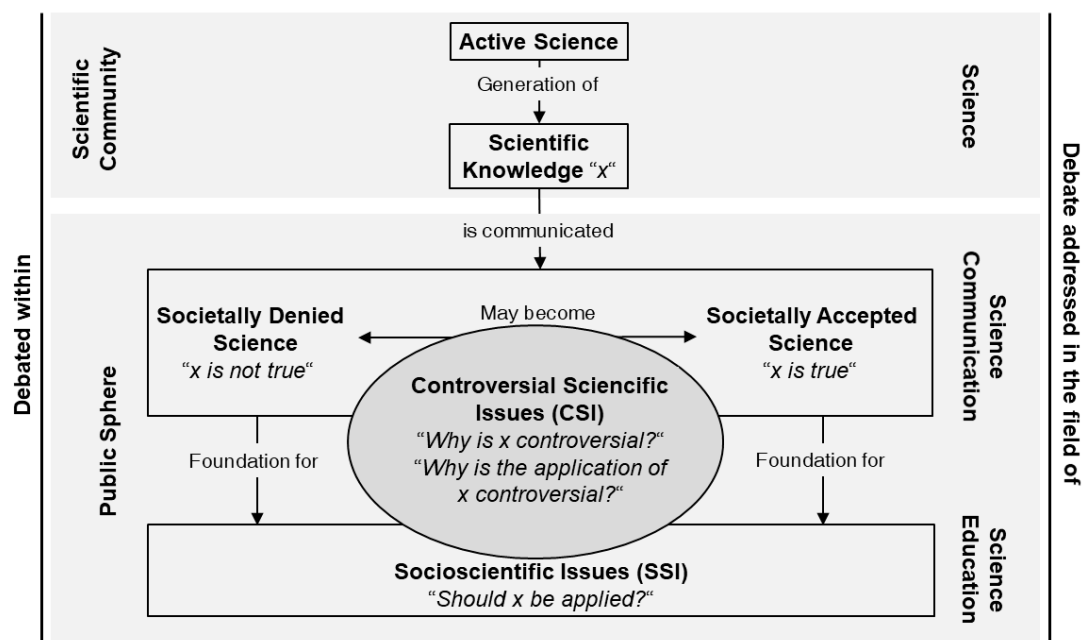 Active Science
Generation of
Scientific
Knowledge “x“
is communicated
Societally Denied
Science
“x is not true“
May become
Societally Accepted
Science
“x is true“
Controversial Sciencific
Issues (CSI)
“Why is x controversial?“
“Why is the application of
x controversial?“
Foundation for
Foundation for
Socioscientific Issues (SSI)
“Should x be applied?“
Debated within
Scientific
Community
Public Sphere
Science
Science
Communication
Science
Education
Debate addressed in the field of